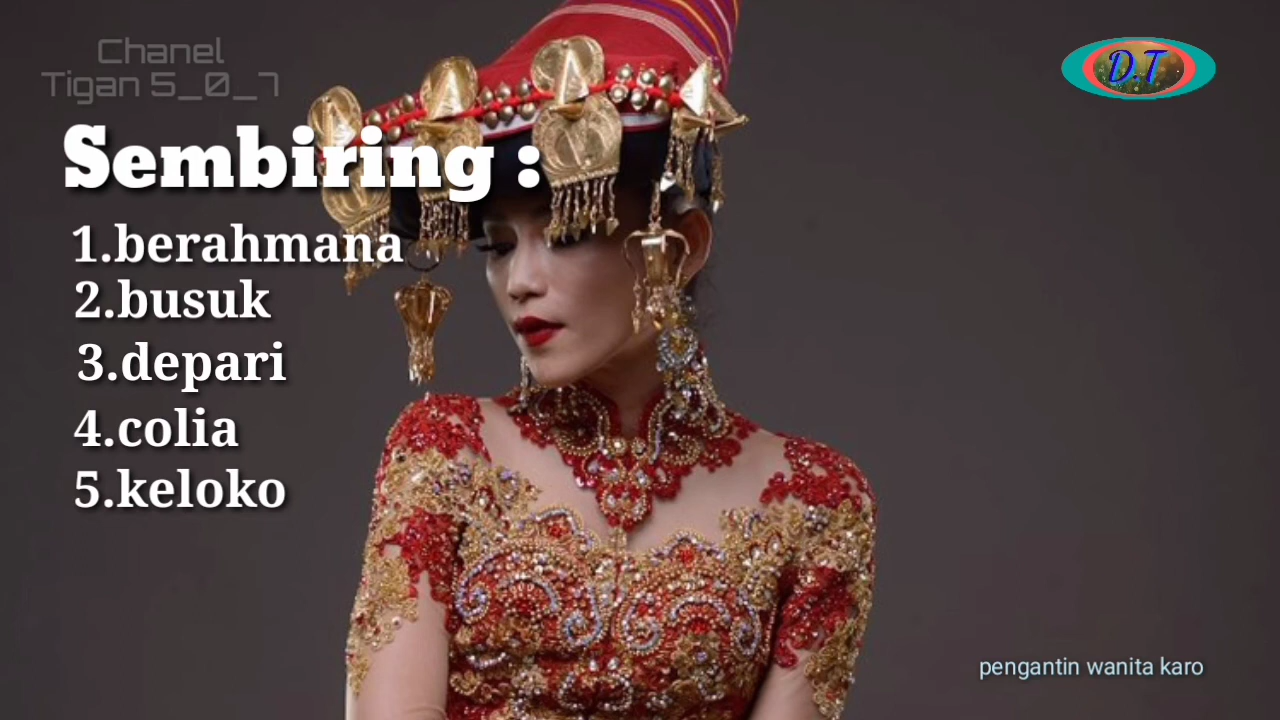 Chanel
Tigan 5_0_7
D.T
Sembiring :
1.berahmana
2.busuk
3.depari
4.colia
5.keloko
pengantin wanita karo